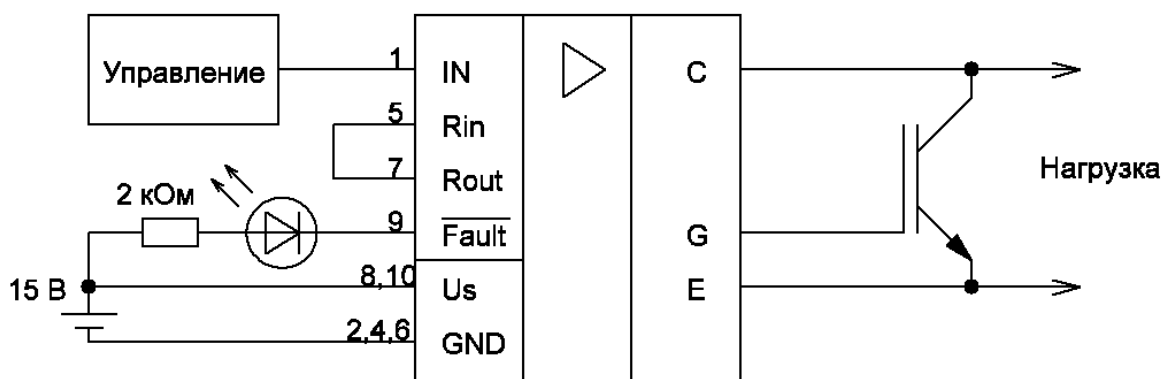 Управление
1
IN
C
5
Rin
7
Rout
Нагрузка
2 кОм
9
Fault
G
15 В
8,10
Us
E
2,4,6
GND